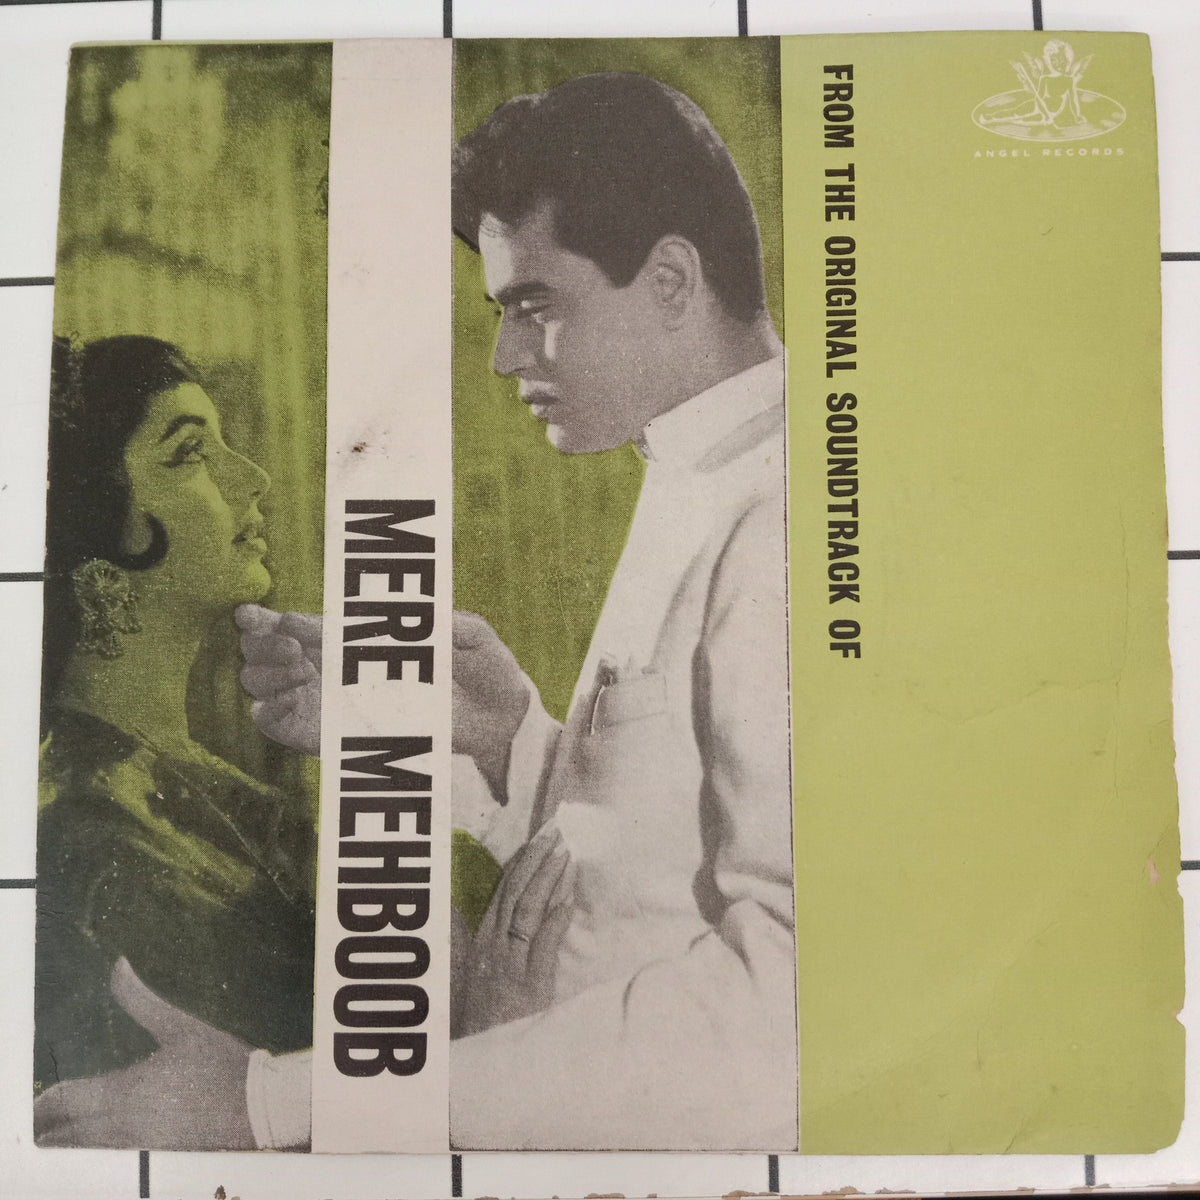 FROM THE ORIGINAL SOUNDTRACK OF
MERE MEHBOOB
ANGEL RECORDS